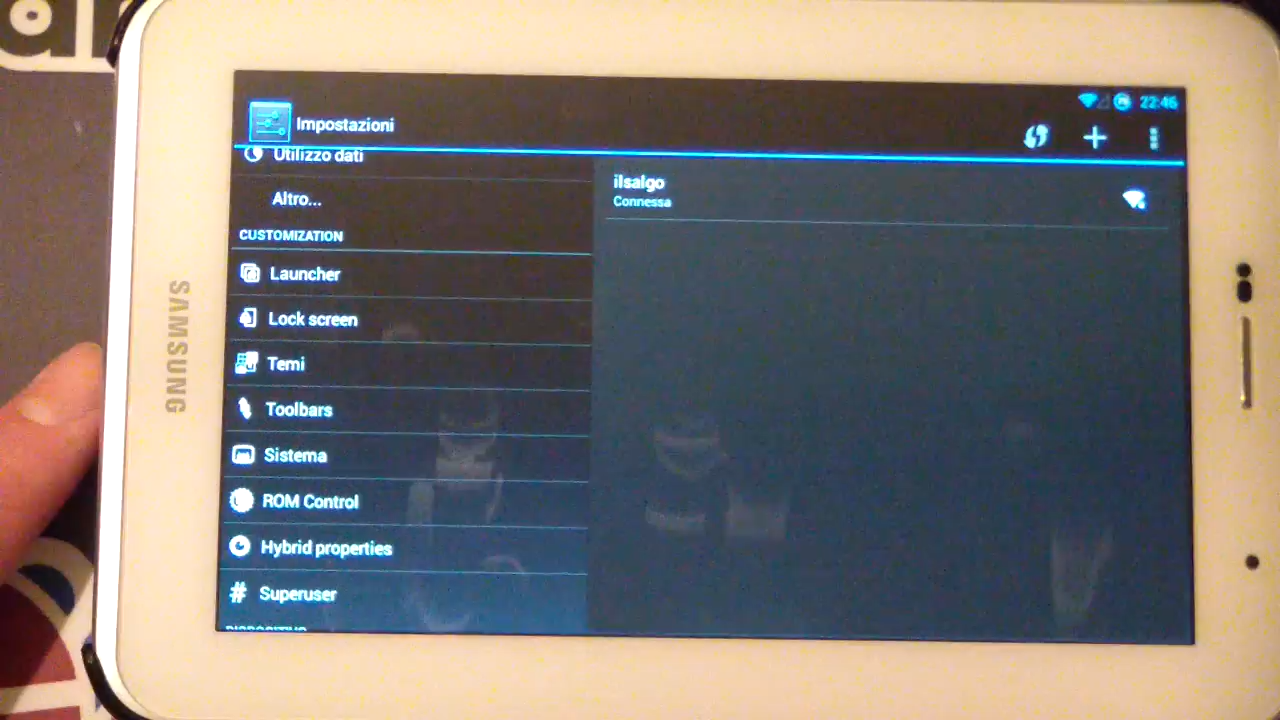 22:46
Impostazioni
Utilizzo dati
Altro...
CUSTOMIZATION
Launcher
Lock screen
Temi
Toolbars
Sistema
ROM Control
Hybrid properties
# Superuser
DISPOSITIVO
ilsalgo
Connessa
SAMSUNG